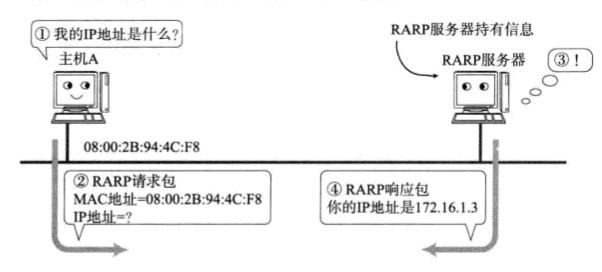 ① 我的IP地址是什么?
主机A
RARP服务器持有信息
RARP服务器
③ !
08:00:2B:94:4C:F8
② RARP请求包
MAC地址=08:00:2B:94:4C:F8
IP地址=?
④ RARP响应包
你的IP地址是172.16.1.3